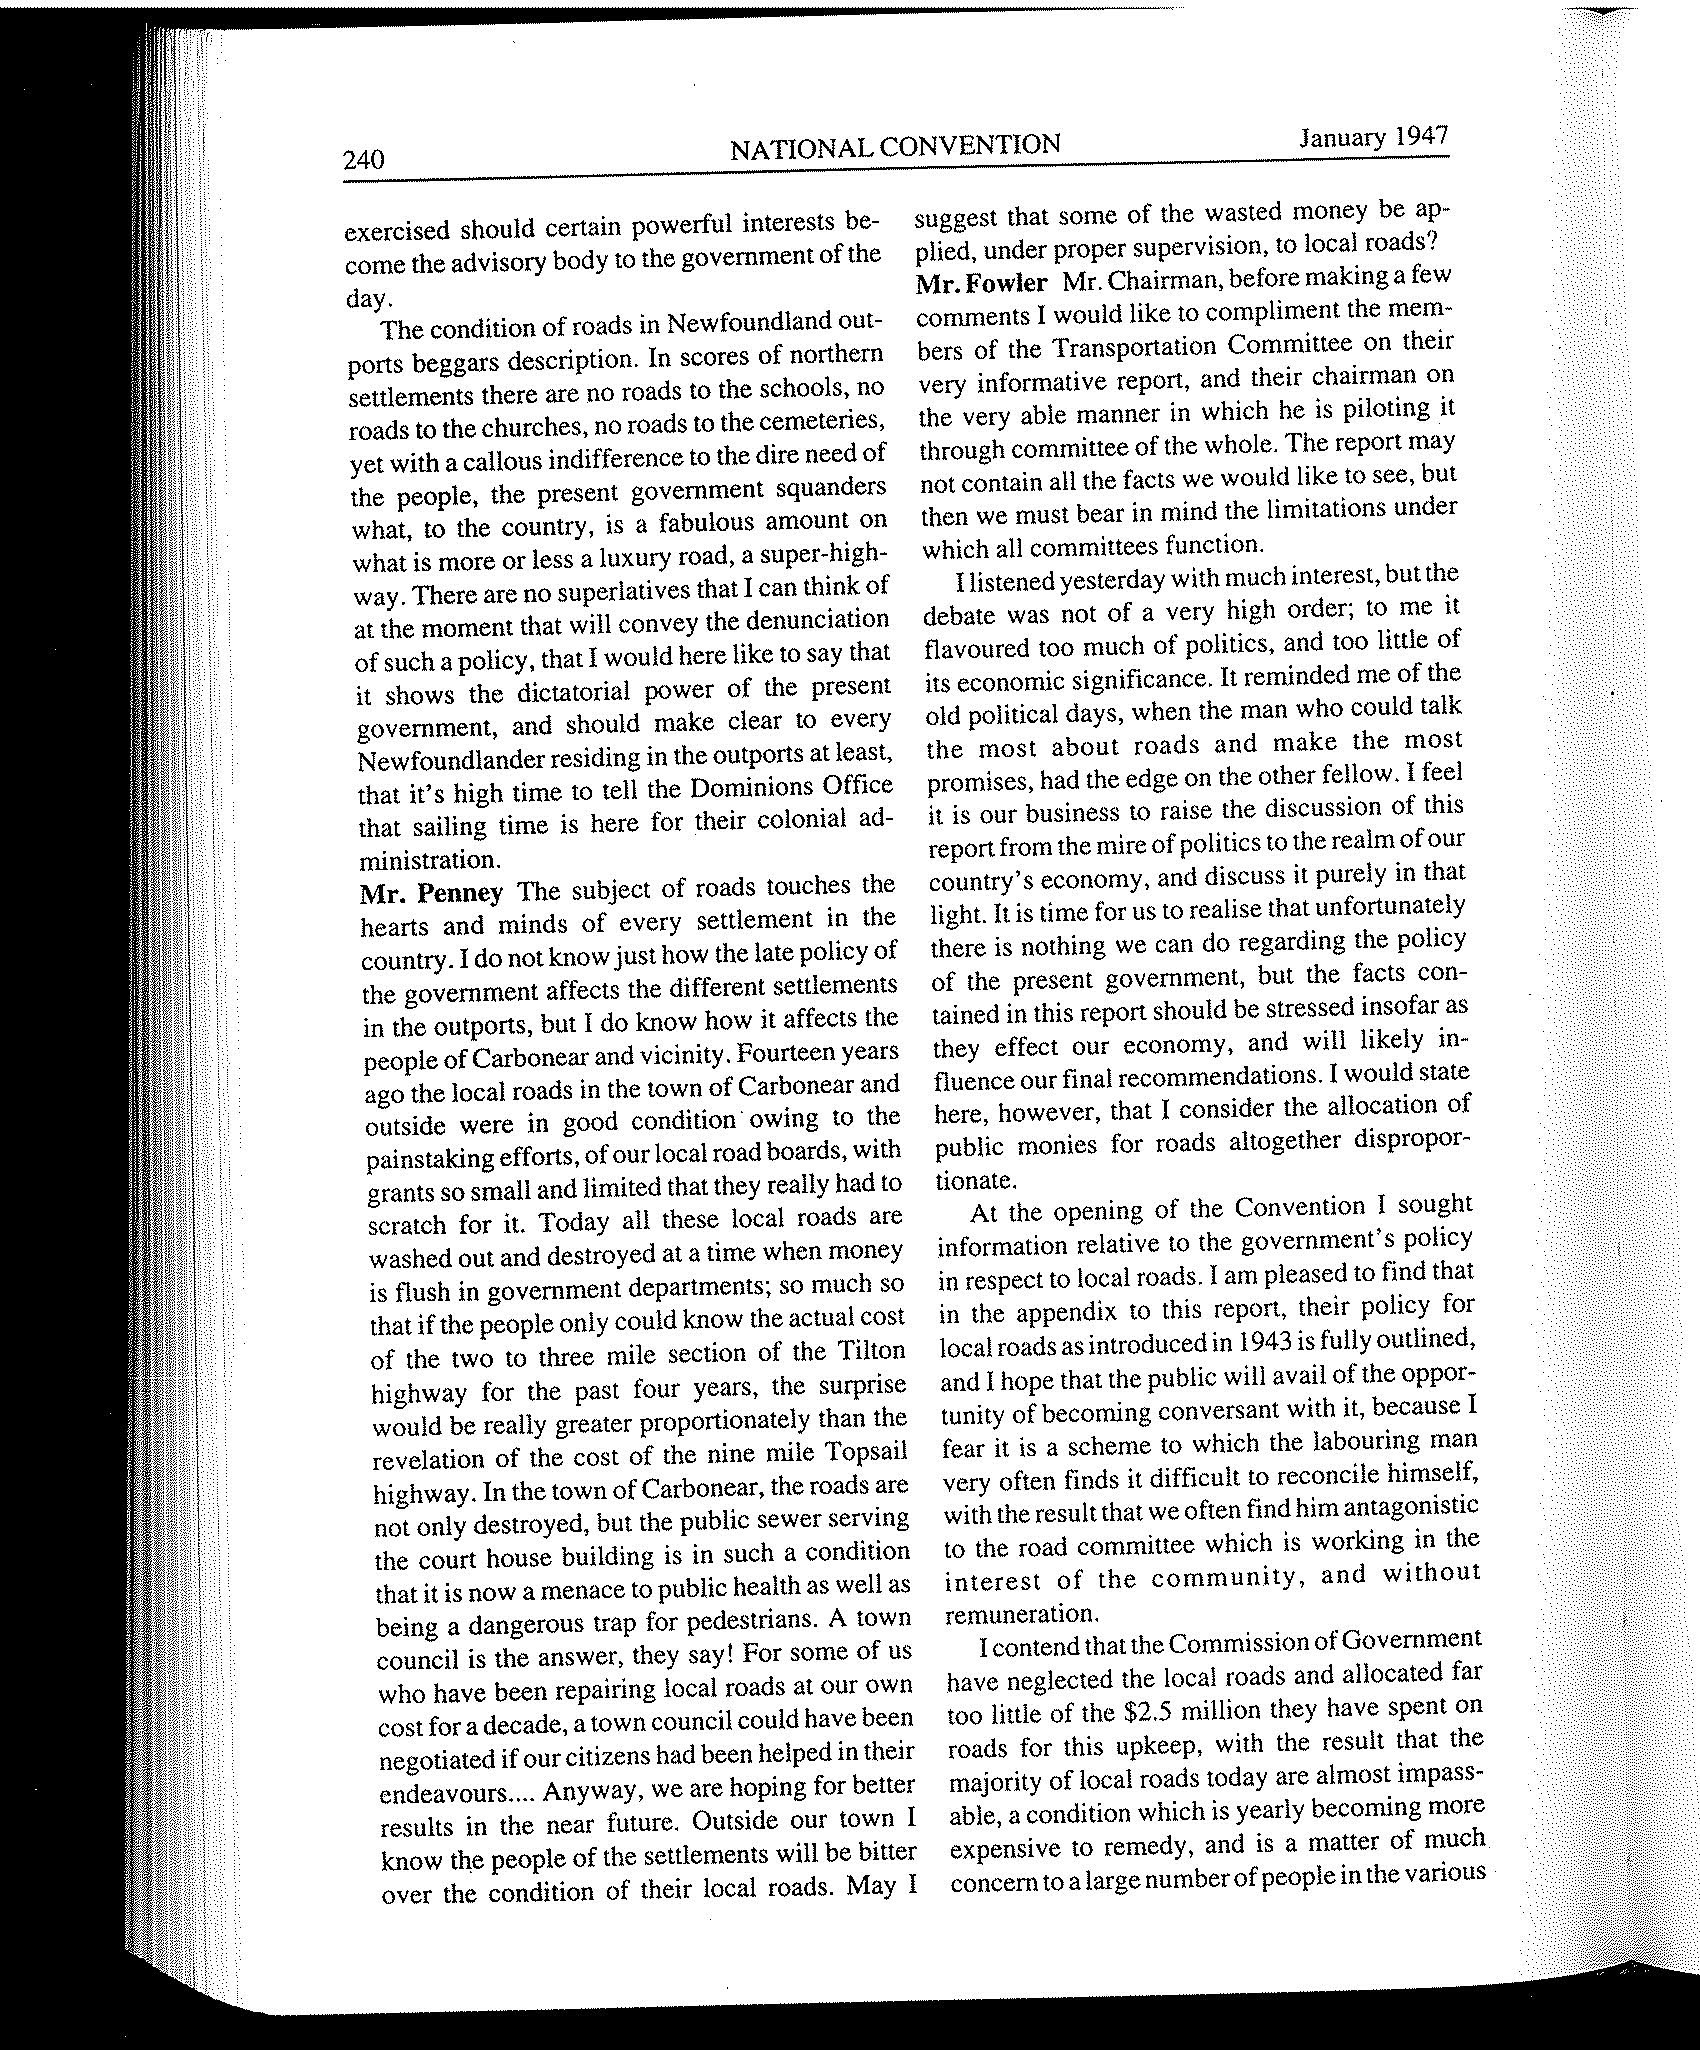 240
NATIONAL CONVENTION
January 1947
exercised should certain powerful interests be-
come the advisory body to the government of the
day.
The condition of roads in Newfoundland out-
ports beggars description. In scores of northern
settlements there are no roads to the schools, no
roads to the churches, no roads to the cemeteries,
yet with a callous indifference to the dire need of
the people, the present government squanders
what, to the country, is a fabulous amount on
what is more or less a luxury road, a super-high-
way. There are no superlatives that I can think of
at the moment that will convey the denunciation
of such a policy, that I would here like to say that
it shows the dictatorial power of the present
government, and should make clear to every
Newfoundlander residing in the outports at least,
that it's high time to tell the Dominions Office
that sailing time is here for their colonial ad-
ministration.
Mr. Penney The subject of roads touches the
hearts and minds of every settlement in the
country. I do not know just how the late policy of
the government affects the different settlements
in the outports, but I do know how it affects the
people of Carbonear and vicinity. Fourteen years
ago the local roads in the town of Carbonear and
outside were in good condition owing to the
painstaking efforts, of our local road boards, with
grants so small and limited that they really had to
scratch for it. Today all these local roads are
washed out and destroyed at a time when money
is flush in government departments; so much so
that if the people only could know the actual cost
of the two to three mile section of the Tilton
highway for the past four years, the surprise
would be really greater proportionately than the
revelation of the cost of the nine mile Topsail
highway. In the town of Carbonear, the roads are
not only destroyed, but the public sewer serving
the court house building is in such a condition
that it is now a menace to public health as well as
being a dangerous trap for pedestrians. A town
council is the answer, they say! For some of us
who have been repairing local roads at our own
cost for a decade, a town council could have been
negotiated if our citizens had been helped in their
endeavours.... Anyway, we are hoping for better
results in the near future. Outside our town I
know the people of the settlements will be bitter
over the condition of their local roads. May I
suggest that some of the wasted money be ap-
plied, under proper supervision, to local roads?
Mr. Fowler Mr. Chairman, before making a few
comments I would like to compliment the mem-
bers of the Transportation Committee on their
very informative report, and their chairman on
the very able manner in which he is piloting it
through committee of the whole. The report may
not contain all the facts we would like to see, but
then we must bear in mind the limitations under
which all committees function.
I listened yesterday with much interest, but the
debate was not of a very high order; to me it
flavoured too much of politics, and too little of
its economic significance. It reminded me of the
old political days, when the man who could talk
the most about roads and make the most
promises, had the edge on the other fellow. I feel
it is our business to raise the discussion of this
report from the mire of politics to the realm of our
country's economy, and discuss it purely in that
light. It is time for us to realise that unfortunately
there is nothing we can do regarding the policy
of the present government, but the facts con-
tained in this report should be stressed insofar as
they effect our economy, and will likely in-
fluence our final recommendations. I would state
here, however, that I consider the allocation of
public monies for roads altogether dispropor-
tionate.
At the opening of the Convention I sought
information relative to the government's policy
in respect to local roads. I am pleased to find that
in the appendix to this report, their policy for
local roads as introduced in 1943 is fully outlined,
and I hope that the public will avail of the oppor-
tunity of becoming conversant with it, because I
fear it is a scheme to which the labouring man
very often finds it difficult to reconcile himself,
with the result that we often find him antagonistic
to the road committee which is working in the
interest of the community, and without
remuneration.
I contend that the Commission of Government
have neglected the local roads and allocated far
too little of the $2.5 million they have spent on
roads for this upkeep, with the result that the
majority of local roads today are almost impass-
able, a condition which is yearly becoming more
expensive to remedy, and is a matter of much
concern to a large number of people in the various